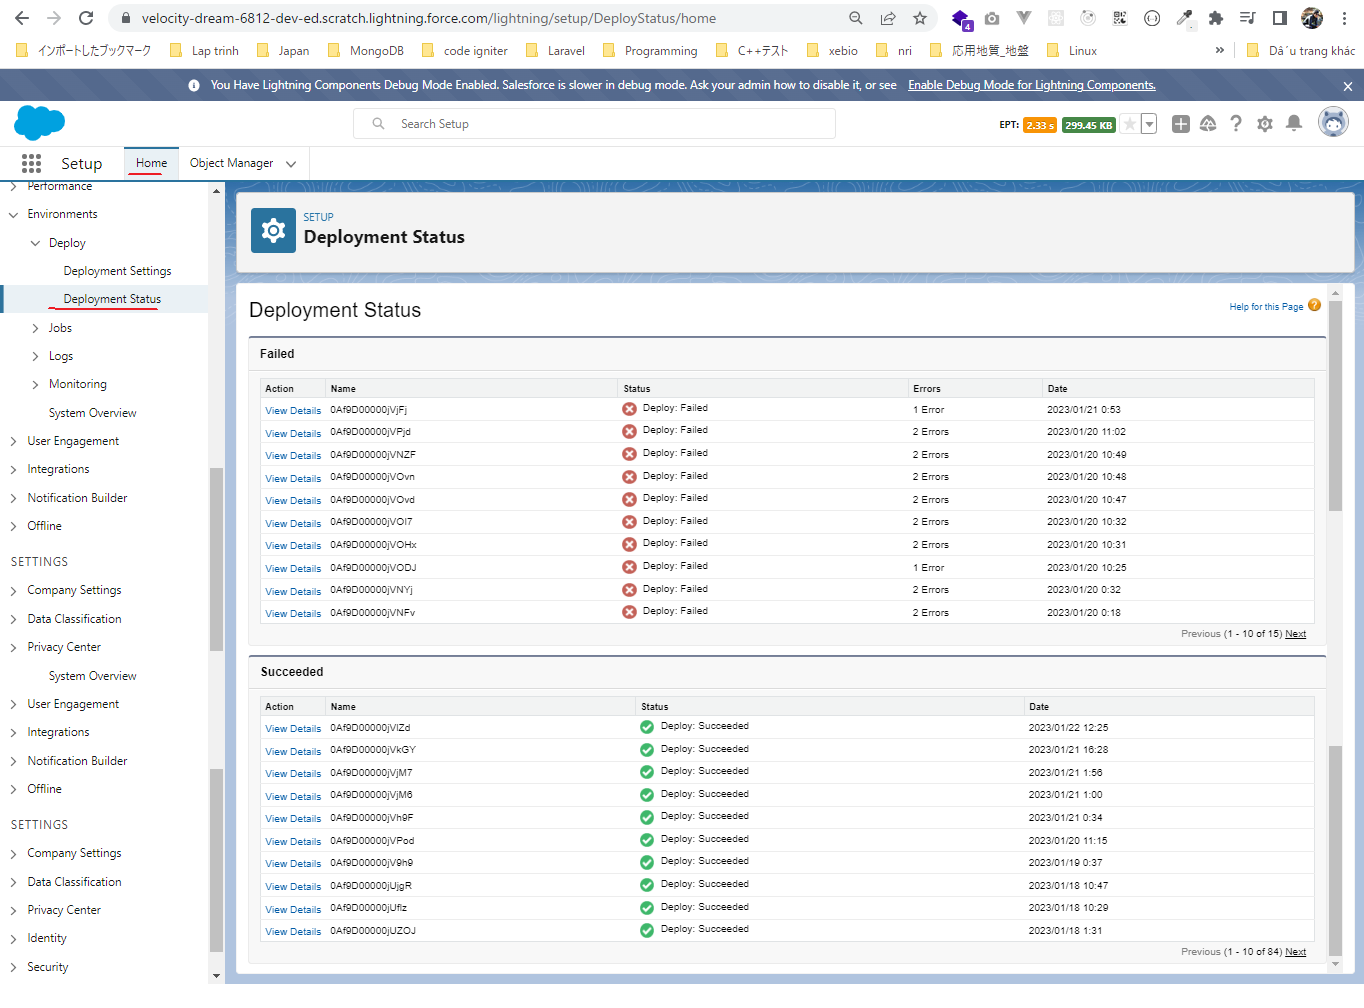 velocity-dream-6812-dev-ed.scratch.lightning.force.com/lightning/setup/DeployStatus/home
4
インポートしたブックマーク Lap trinh Japan MongoDB code igniter Laravel Programming C++テスト xebio nri 応用地質_地盤 Linux » Dấu trang khác
You Have Lightning Components Debug Mode Enabled. Salesforce is slower in debug mode. Ask your admin how to disable it, or see Enable Debug Mode for Lightning Components.
Search Setup
EPT: 2.33 s 299.45 KB
Setup Home Object Manager
Performance
Environments
Deploy
Deployment Settings
Deployment Status
Jobs
Logs
Monitoring
System Overview
User Engagement
Integrations
Notification Builder
Offline
SETTINGS
Company Settings
Data Classification
Privacy Center
System Overview
User Engagement
Integrations
Notification Builder
Offline
SETTINGS
Company Settings
Data Classification
Privacy Center
Identity
Security
SETUP
Deployment Status
Deployment Status
Help for this Page ?
Failed
Action Name Status Errors Date
View Details 0Af9D00000jVjFj Deploy: Failed 1 Error 2023/01/21 0:53
View Details 0Af9D00000jVPjd Deploy: Failed 2 Errors 2023/01/20 11:02
View Details 0Af9D00000jVNZF Deploy: Failed 2 Errors 2023/01/20 10:49
View Details 0Af9D00000jVOvn Deploy: Failed 2 Errors 2023/01/20 10:48
View Details 0Af9D00000jVOvd Deploy: Failed 2 Errors 2023/01/20 10:47
View Details 0Af9D00000jVOI7 Deploy: Failed 2 Errors 2023/01/20 10:32
View Details 0Af9D00000jVOHx Deploy: Failed 2 Errors 2023/01/20 10:31
View Details 0Af9D00000jVODJ Deploy: Failed 1 Error 2023/01/20 10:25
View Details 0Af9D00000jVNYj Deploy: Failed 2 Errors 2023/01/20 0:32
View Details 0Af9D00000jVNFv Deploy: Failed 2 Errors 2023/01/20 0:18
Previous (1 - 10 of 15) Next
Succeeded
Action Name Status Date
View Details 0Af9D00000jVlZd Deploy: Succeeded 2023/01/22 12:25
View Details 0Af9D00000jVkGY Deploy: Succeeded 2023/01/21 16:28
View Details 0Af9D00000jVjM7 Deploy: Succeeded 2023/01/21 1:56
View Details 0Af9D00000jVjM6 Deploy: Succeeded 2023/01/21 1:00
View Details 0Af9D00000jVh9F Deploy: Succeeded 2023/01/21 0:34
View Details 0Af9D00000jVPod Deploy: Succeeded 2023/01/20 11:15
View Details 0Af9D00000jV9h9 Deploy: Succeeded 2023/01/19 0:37
View Details 0Af9D00000jUjgR Deploy: Succeeded 2023/01/18 10:47
View Details 0Af9D00000jUflz Deploy: Succeeded 2023/01/18 10:29
View Details 0Af9D00000jUZOJ Deploy: Succeeded 2023/01/18 1:31
Previous (1 - 10 of 84) Next